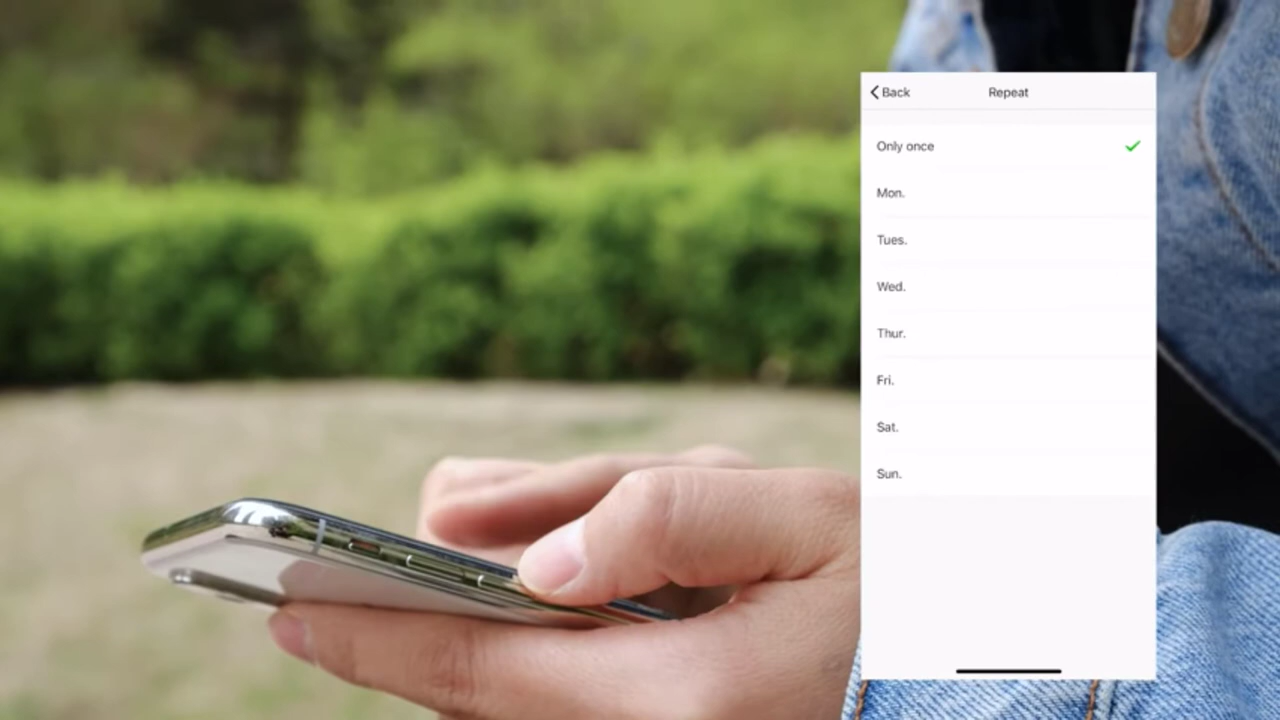 Back
Repeat
Only once
Mon.
Tues.
Wed.
Thur.
Fri.
Sat.
Sun.